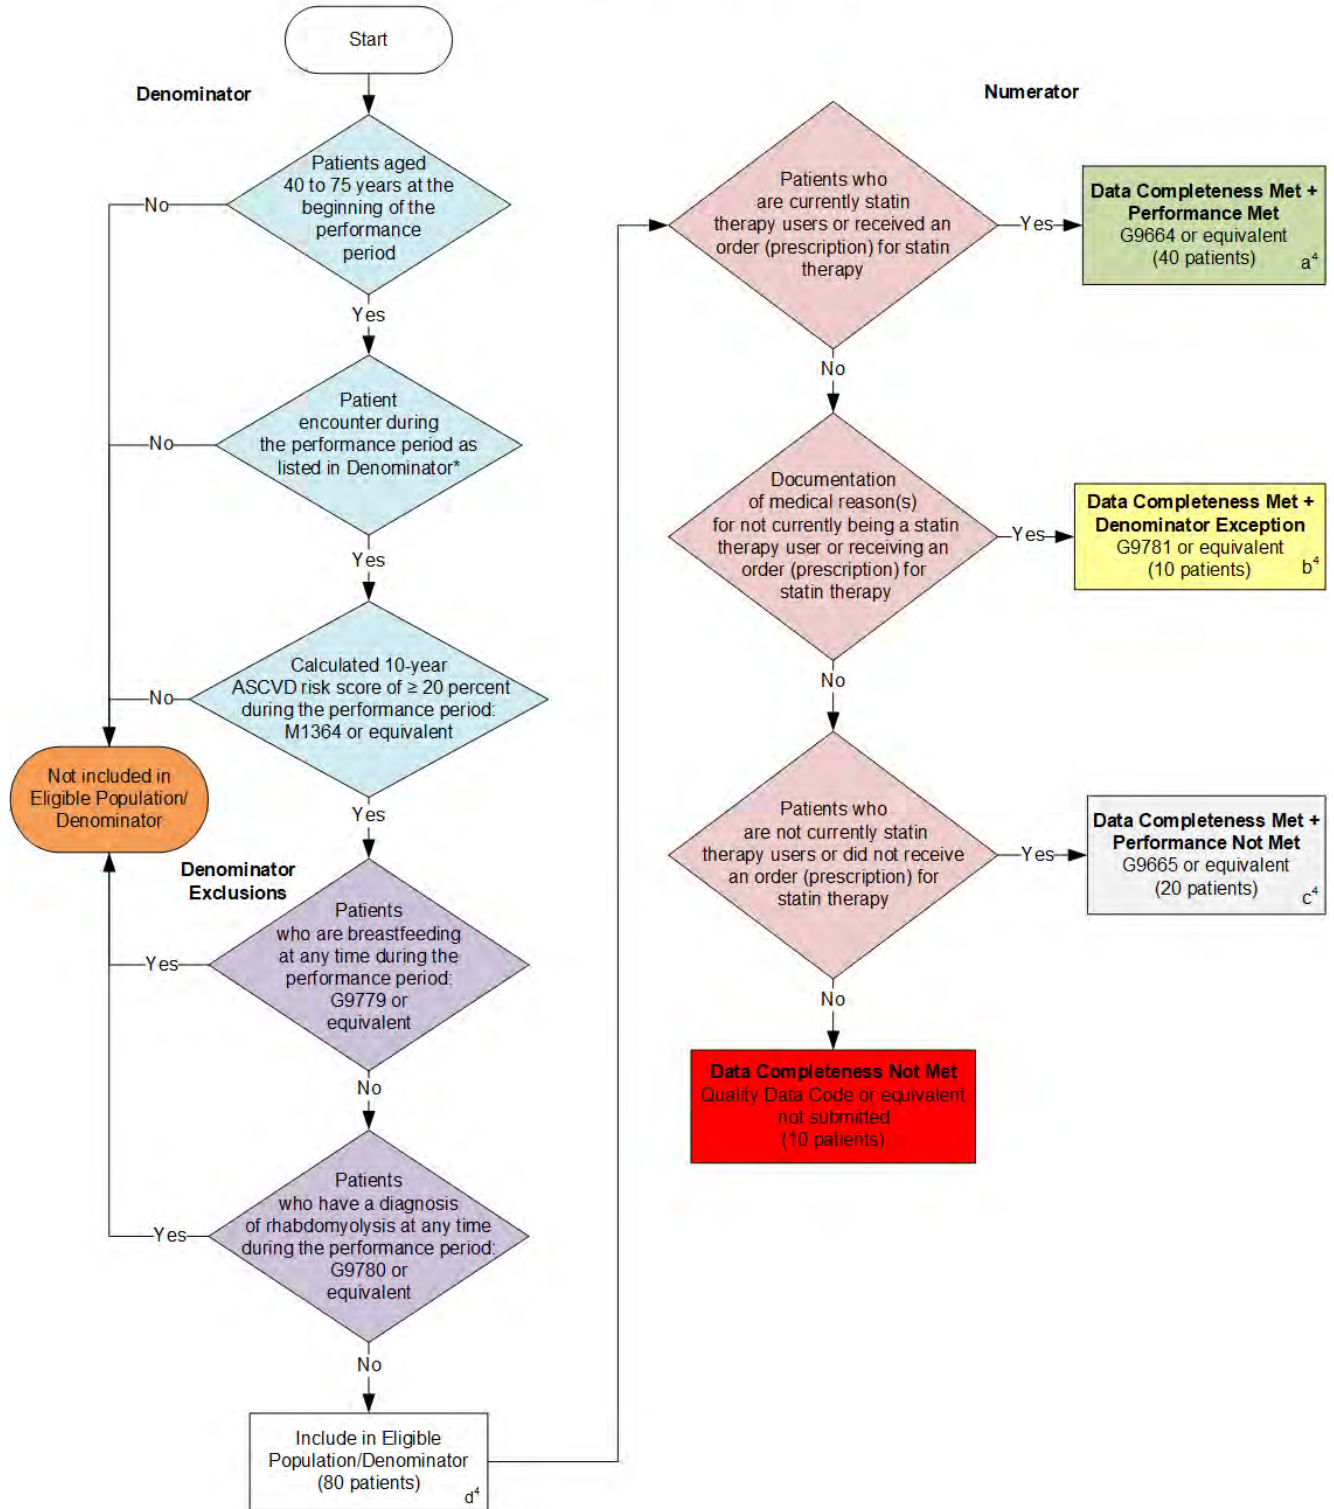 Start
Denominator
Patients aged
40 to 75 years at the
beginning of the
performance
period
No
Yes
Patient
encounter during
the performance period as
listed in Denominator*
No
Yes
Calculated 10-year
ASCVD risk score of ≥ 20 percent
during the performance period:
M1364 or equivalent
No
Not included in
Eligible Population/
Denominator
Yes
Denominator
Exclusions
Patients
who are breastfeeding
at any time during the
performance period:
G9779 or
equivalent
Yes
No
Patients
who have a diagnosis
of rhabdomyolysis at any time
during the performance period:
G9780 or
equivalent
Yes
No
Include in Eligible
Population/Denominator
(80 patients)
d⁴
Numerator
Patients who
are currently statin
therapy users or received an
order (prescription) for statin
therapy
Yes
Data Completeness Met +
Performance Met
G9664 or equivalent
(40 patients)
a⁴
No
Documentation
of medical reason(s)
for not currently being a statin
therapy user or receiving an
order (prescription) for
statin therapy
Yes
Data Completeness Met +
Denominator Exception
G9781 or equivalent
(10 patients)
b⁴
No
Patients who
are not currently statin
therapy users or did not receive
an order (prescription) for
statin therapy
Yes
Data Completeness Met +
Performance Not Met
G9665 or equivalent
(20 patients)
c⁴
No
Data Completeness Not Met
Quality Data Code or equivalent
not submitted
(10 patients)